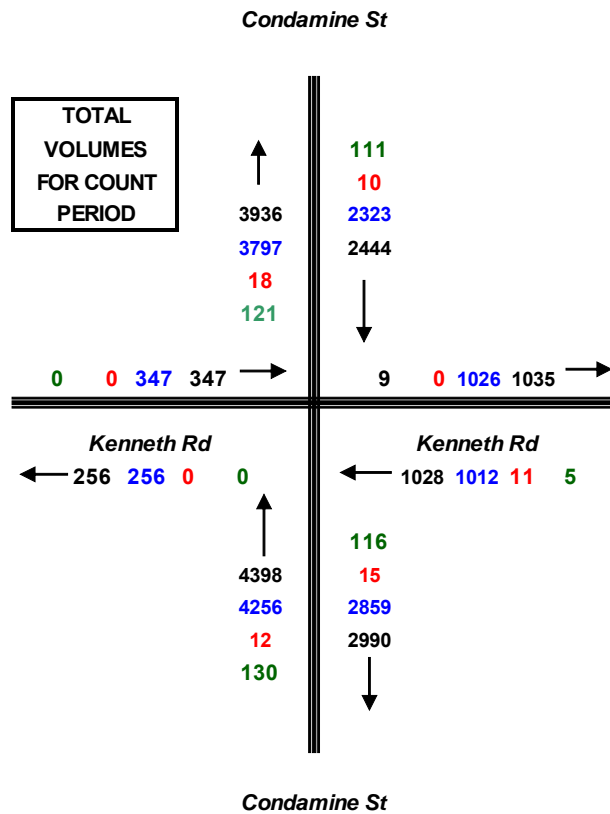 Condamine St
TOTAL
VOLUMES
FOR COUNT
PERIOD
3936
3797
18
121
111
10
2323
2444
0 0 347 347
9 0 1026 1035
Kenneth Rd
Kenneth Rd
256 256 0 0
1028 1012 11 5
4398
4256
12
130
116
15
2859
2990
Condamine St